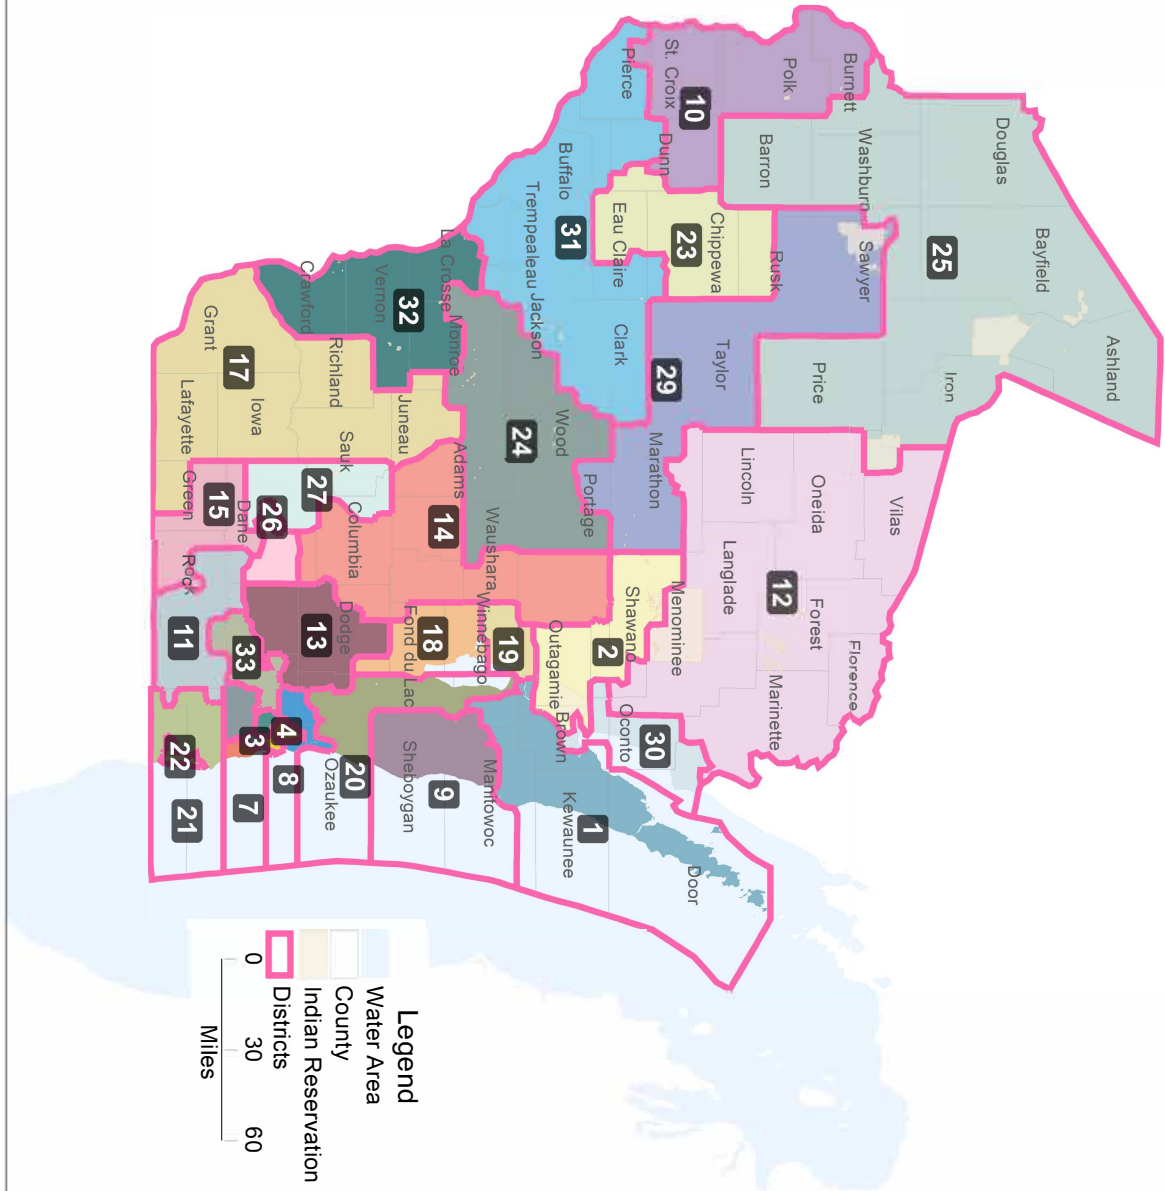 Douglas
Bayfield
Ashland
Iron
25
Burnett
Washburn
Sawyer
Vilas
Polk
Barron
Rusk
Price
Oneida
Forest
Florence
10
St. Croix
Dunn
Chippewa
23
Taylor
29
Lincoln
Langlade
12
Marinette
Pierce
Eau Claire
Clark
Marathon
Menominee
Shawano
2
Oconto
30
Buffalo
31
Trempealeau
Jackson
Wood
Portage
24
Waushara
Outagamie
Brown
Kewaunee
1
Door
La Crosse
Monroe
Adams
Winnebago
19
Manitowoc
Vernon
32
Juneau
14
18
Fond du Lac
9
Sheboygan
Crawford
Richland
Sauk
27
Columbia
Dodge
13
20
Ozaukee
Grant
17
Iowa
Lafayette
26
15
Dane
Green
Rock
11
33
4
3
8
7
22
21
Legend
Water Area
County
Indian Reservation
Districts
0 30 60
Miles